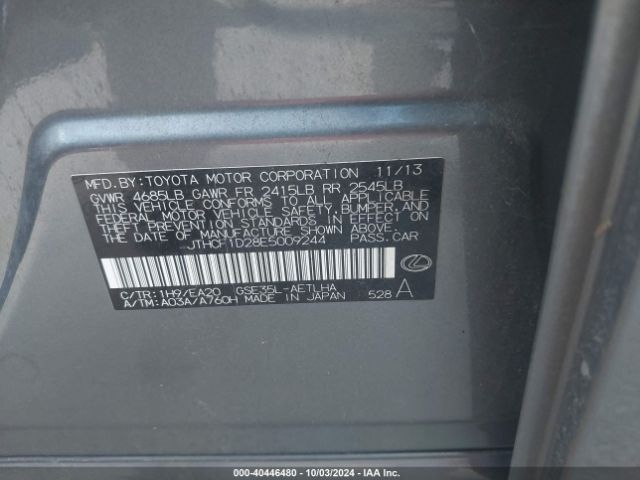 MFD.BY:TOYOTA MOTOR CORPORATION 11/13
GVWR 4685LB GAWR FR 2415LB RR 2545LB
THIS VEHICLE CONFORMS TO ALL APPLICABLE
FEDERAL MOTOR VEHICLE SAFETY, BUMPER, AND
THEFT PREVENTION STANDARDS IN EFFECT ON
THE DATE OF MANUFACTURE SHOWN ABOVE.
JTHCF1D28E5009244 PASS.CAR
C/TR:1H9/EA20 GSE35L-AETLHA
A/TM:A03A/A760H MADE IN JAPAN 528 A
000-40446480 - 10/03/2024 - IAA Inc.